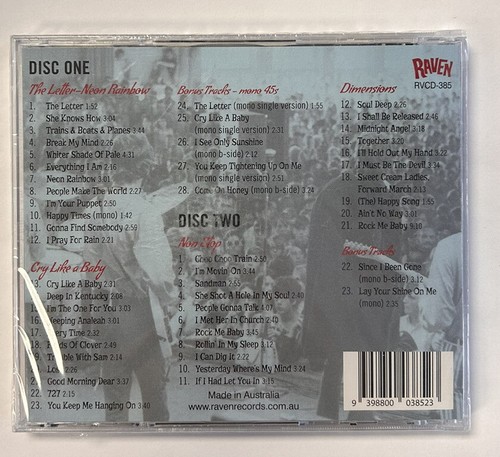 DISC ONE
The Letter-Neon Rainbow
1. The Letter 1:52
2. She Knows How 3:04
3. Trains & Boats & Planes 3:44
4. Break My Mind 2:26
5. Whiter Shade Of Pale 4:31
6. Everything I Am 2:16
7. Neon Rainbow 3:01
8. People Make The World 2:27
9. I'm Your Puppet 2:50
10. Happy Times (mono) 1:42
11. Gonna Find Somebody 2:59
12. I Pray For Rain 2:21
Cry Like a Baby
3. Cry Like A Baby 2:31
Deep In Kentucky 2:08
I'm The One For You 3:03
16. Weeping Analeah 3:01
17. Every Time 2:32
18. Fields Of Clover 2:49
9. Trouble With Sam 2:14
Lost 2:26
Good Morning Dear 3:37
22. 727 2:15
23. You Keep Me Hanging On 3:40
Bonus Tracks - mono 45s
24. The Letter (mono single version) 1:55
25. Cry Like A Baby
(mono single version) 2:31
26. I See Only Sunshine
(mono b-side) 2:12
27. You Keep Tightening Up On Me
(mono single version) 2:51
28. Come On Honey (mono b-side) 3:24
DISC TWO
Non Stop
1. Choo Choo Train 2:50
2. I'm Movin On 3:44
3. Sandman 2:55
4. She Shot A Hole In My Soul 2:40
5. People Gonna Talk 4:07
6. I Met Her In Church 2:40
7. Rock Me Baby 3:45
8. Rollin' In My Sleep 3:12
9. I Can Dig It 2:22
10. Yesterday Where's My Mind 3:24
11. If I Had Let You In 3:15
Made in Australia
www.ravenrecords.com.au
RAVEN
RVCD-385
Dimensions
12. Soul Deep 2:26
13. I Shall Be Released 2:46
14. Midnight Angel 3:18
15. Together 3:20
16. I'll Hold Out My Hand 3:22
17. I Must Be The Devil 3:34
18. Sweet Cream Ladies,
Forward March 2:13
19. (The) Happy Song 1:55
20. Ain't No Way 3:01
21. Rock Me Baby 9:18
Bonus Tracks
22. Since I Been Gone
(mono b-side) 3:12
23. Lay Your Shine On Me
(mono) 2:35
9 398800 038523